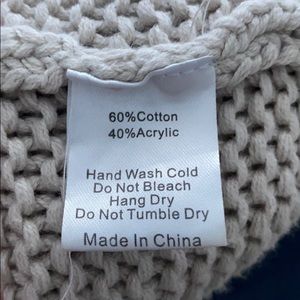 60%Cotton
40%Acrylic
Hand Wash Cold
Do Not Bleach
Hang Dry
Do Not Tumble Dry
Made In China